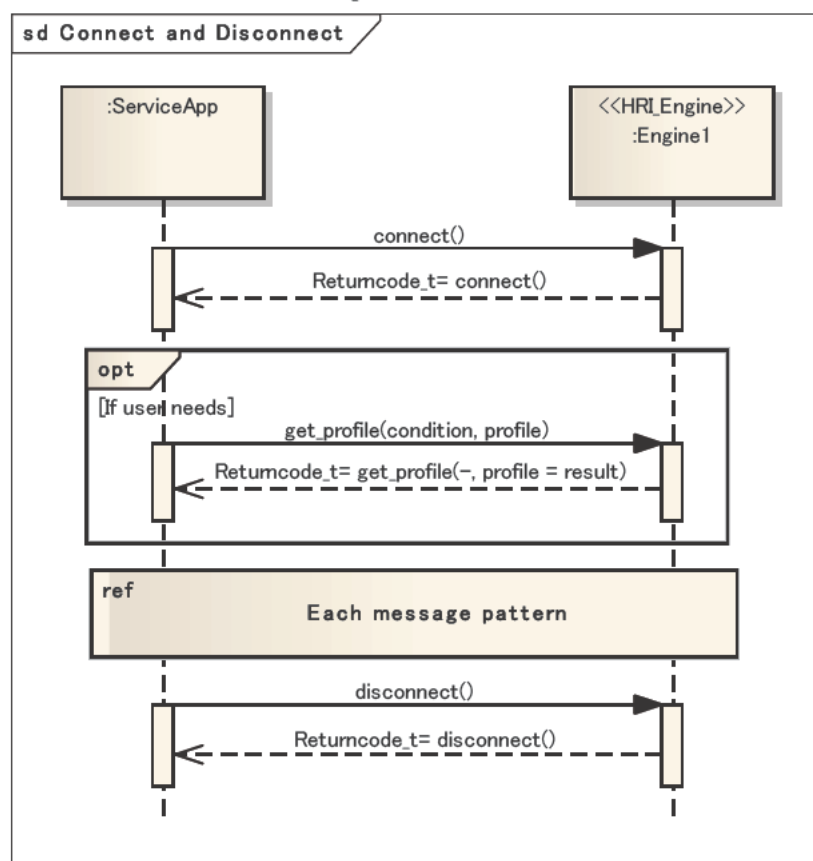 sd Connect and Disconnect
:ServiceApp
<<HRI_Engine>>
:Engine1
connect()
Returncode_t= connect()
opt
[If user needs]
get_profile(condition, profile)
Returncode_t= get_profile(-, profile = result)
ref
Each message pattern
disconnect()
Returncode_t= disconnect()